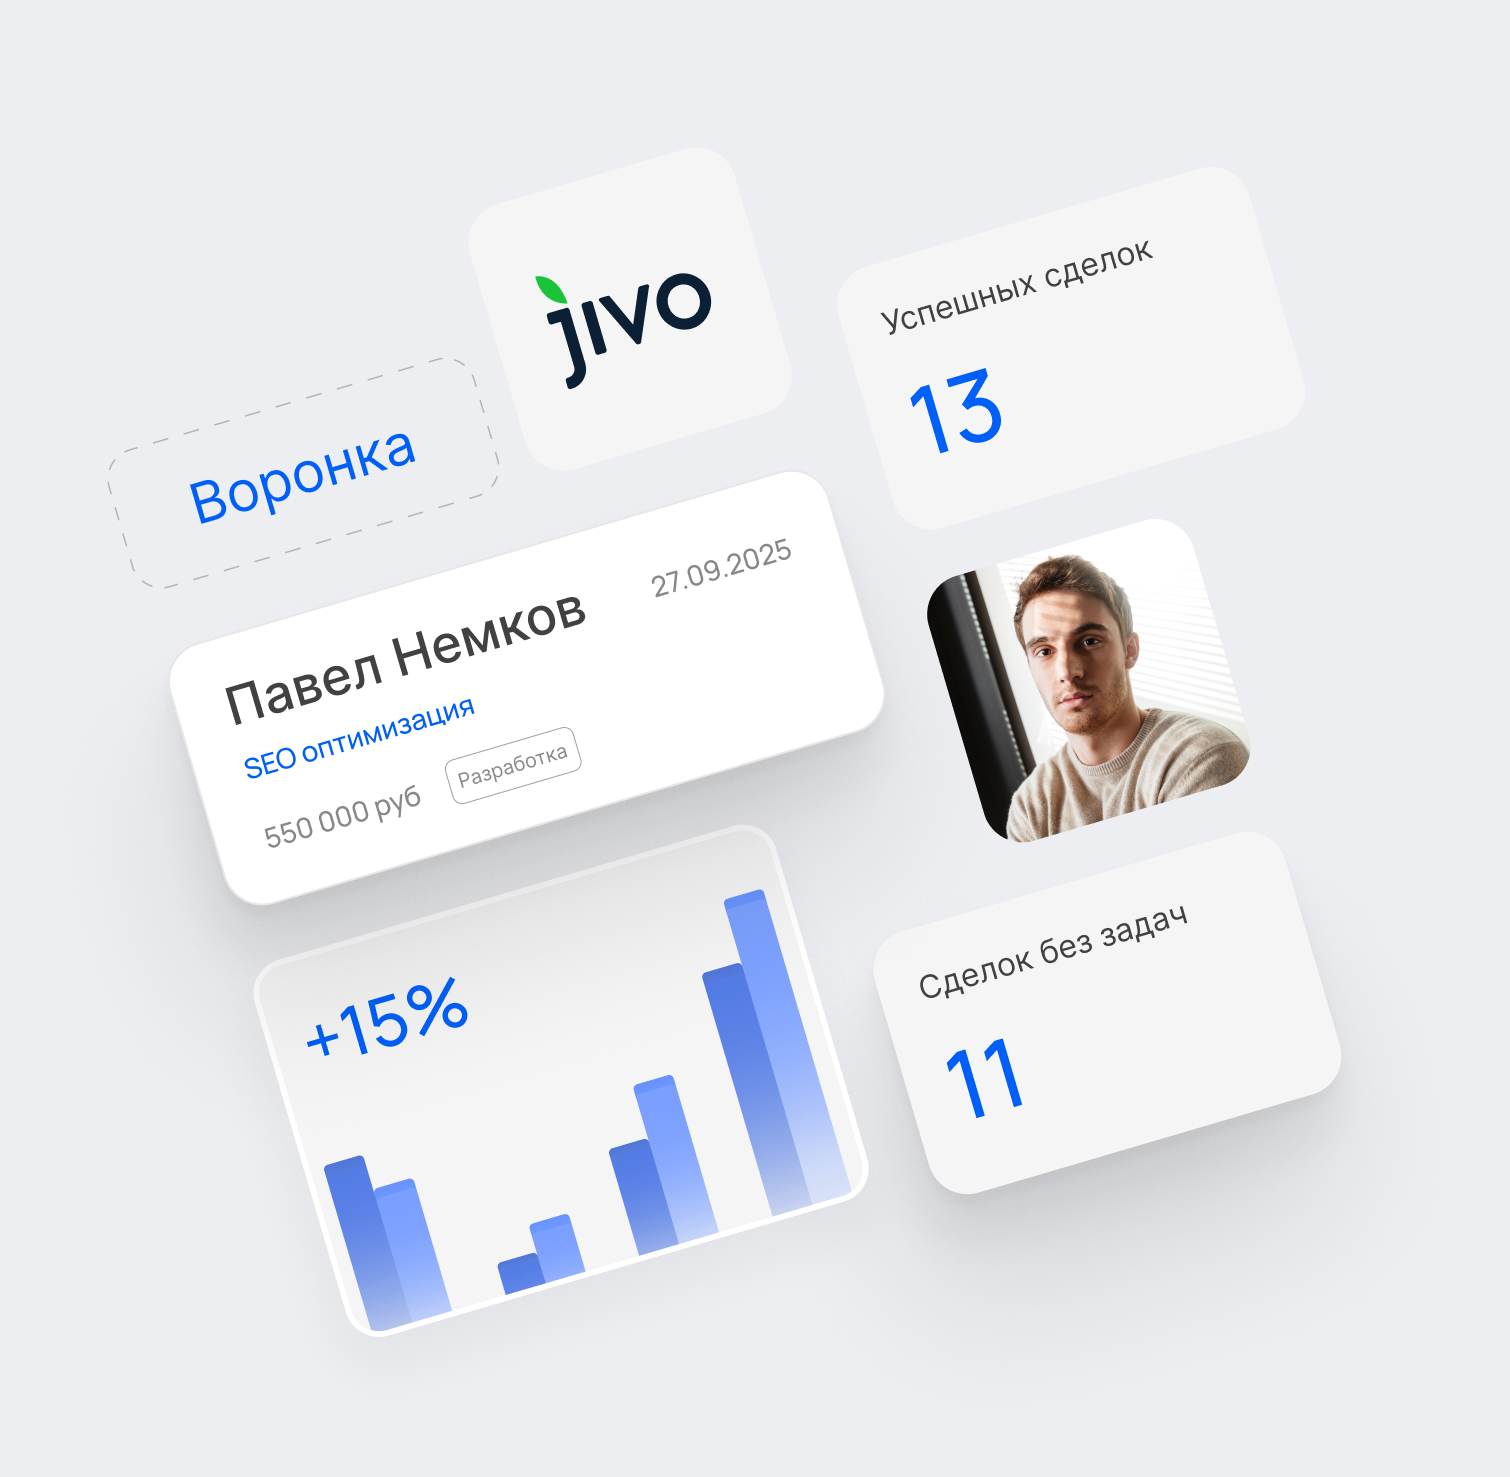 jivo
Успешных сделок
13
Воронка
Павел Немков
27.09.2025
SEO оптимизация
550 000 руб
Разработка
+15%
Сделок без задач
11